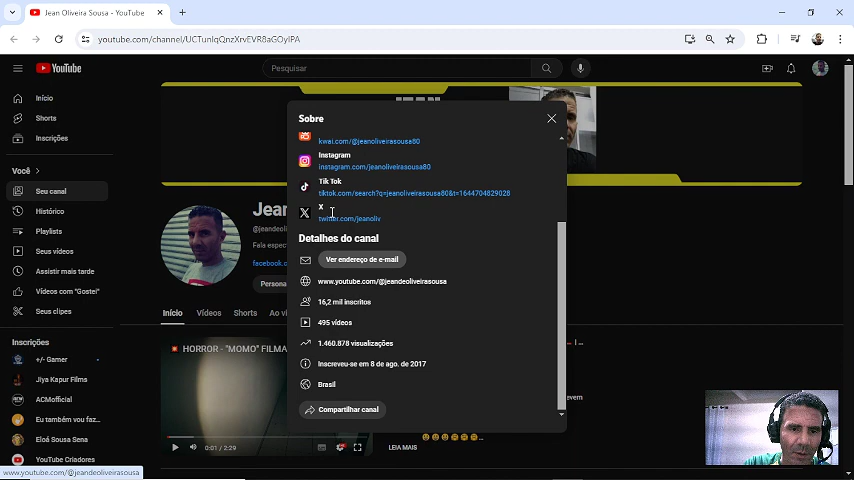 Jean Oliveira Sousa - YouTube
youtube.com/channel/UCTunIqQnzXrvEVR8aGOyIPA
YouTube
Pesquisar
Início
Shorts
Inscrições
Você
Seu canal
Histórico
Playlists
Seus vídeos
Assistir mais tarde
Vídeos com "Gostei"
Seus clipes
Inscrições
+/- Gamer
Jiya Kapur Films
ACMofficial
Eu também vou faz...
Eloá Sousa Sena
YouTube Criadores
www.youtube.com/@jeandeoliveirasousa
Jean
@jeande
Fala espec
facebook.c
Persona
Início
Vídeos
Shorts
Ao vi
HORROR - "MOMO" FILMA
0:01 / 2:29
LEIA MAIS
Sobre
kwai.com/@jeanoliveirasousa80
Instagram
instagram.com/jeanoliveirasousa80
Tik Tok
tiktok.com/search?q=jeanoliveirasousa80&t=1644704829028
X
twitter.com/jeanoliv
Detalhes do canal
Ver endereço de e-mail
www.youtube.com/@jeandeoliveirasousa
16,2 mil inscritos
495 vídeos
1.460.878 visualizações
Inscreveu-se em 8 de ago. de 2017
Brasil
Compartilhar canal